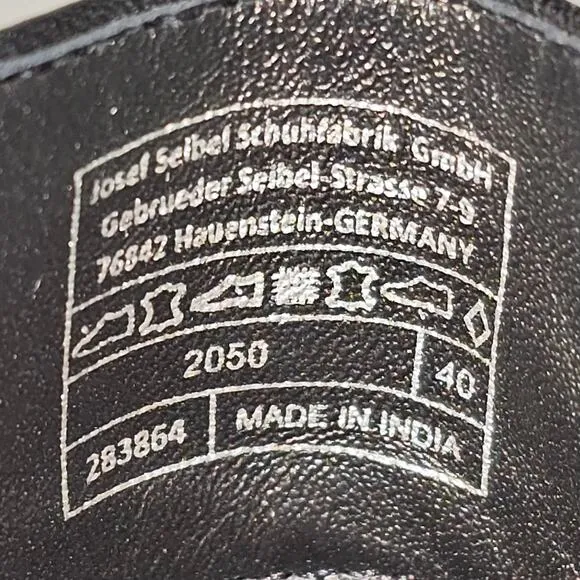 Josef Seibel Schuhfabrik GmbH
Gebrueder Seibel-Strasse 7-9
76842 Hauenstein-GERMANY
2050 40
283864 MADE IN INDIA